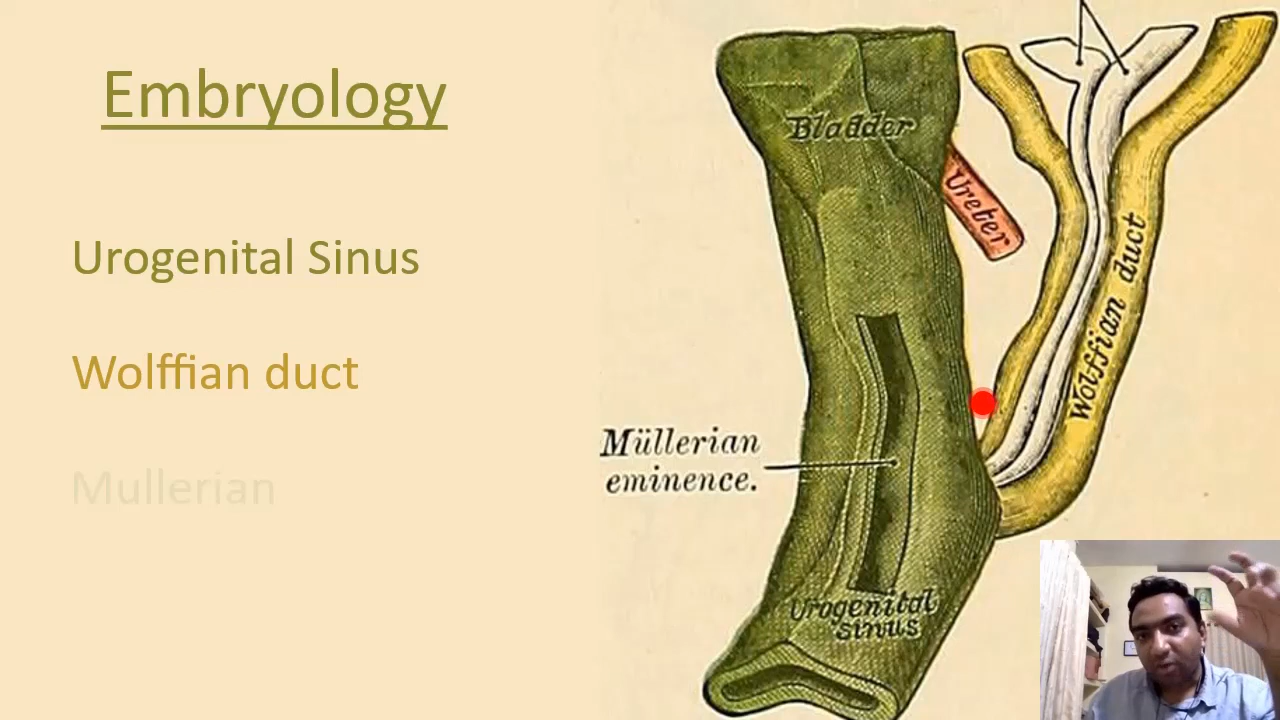 Embryology
Urogenital Sinus
Wolffian duct
Mullerian
Bladder
Ureter
Wolffian duct
Müllerian
eminence.
Urogenital
sinus